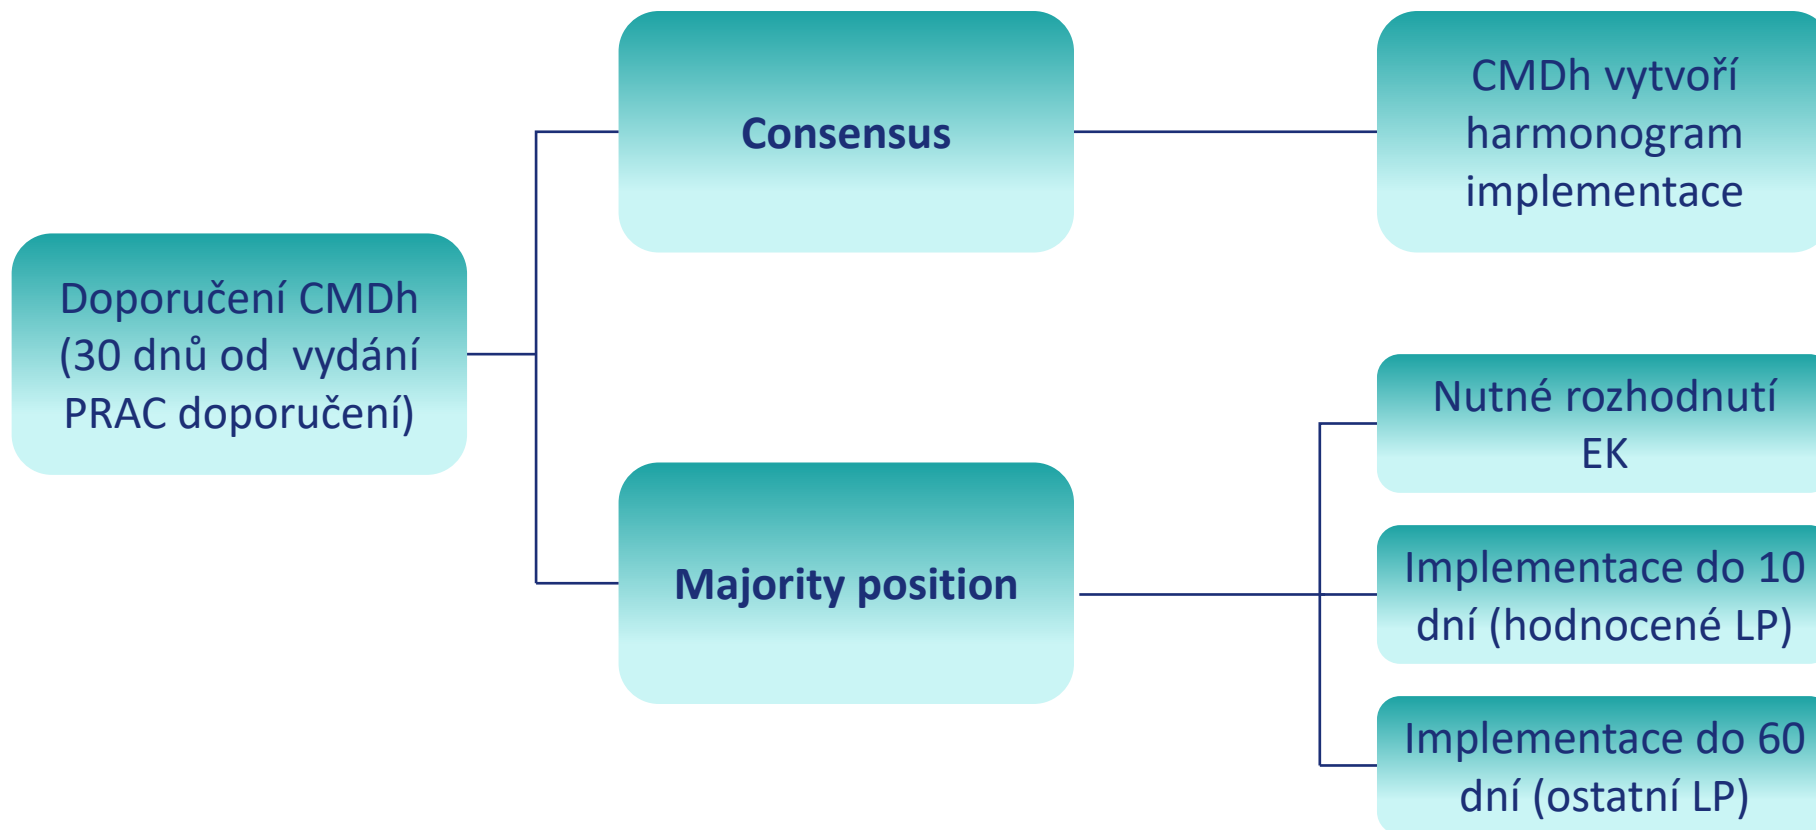 Doporučení CMDh
(30 dnů od  vydání
PRAC doporučení)
Consensus
CMDh vytvoří
harmonogram
implementace
Majority position
Nutné rozhodnutí
EK
Implementace do 10
dní (hodnocené LP)
Implementace do 60
dní (ostatní LP)